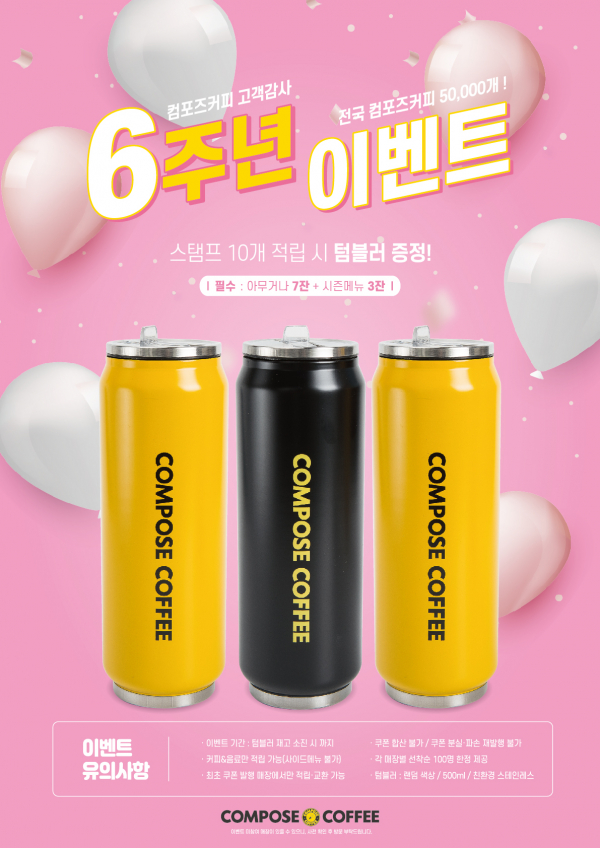 컴포즈커피 고객감사
전국 컴포즈커피 50,000개 !
6주년 이벤트
스탬프 10개 적립 시 텀블러 증정!
필수 : 아무거나 7잔 + 시즌메뉴 3잔
COMPOSE COFFEE
COMPOSE COFFEE
COMPOSE COFFEE
이벤트
유의사항
· 이벤트 기간 : 텀블러 재고 소진 시 까지
· 커피&음료만 적립 가능(사이드메뉴 불가)
· 최초 쿠폰 발행 매장에서만 적립·교환 가능
· 쿠폰 합산 불가 / 쿠폰 분실·파손 재발행 불가
· 각 매장별 선착순 100명 한정 제공
· 텀블러 : 랜덤 색상 / 500ml / 친환경 스테인레스
COMPOSE COFFEE